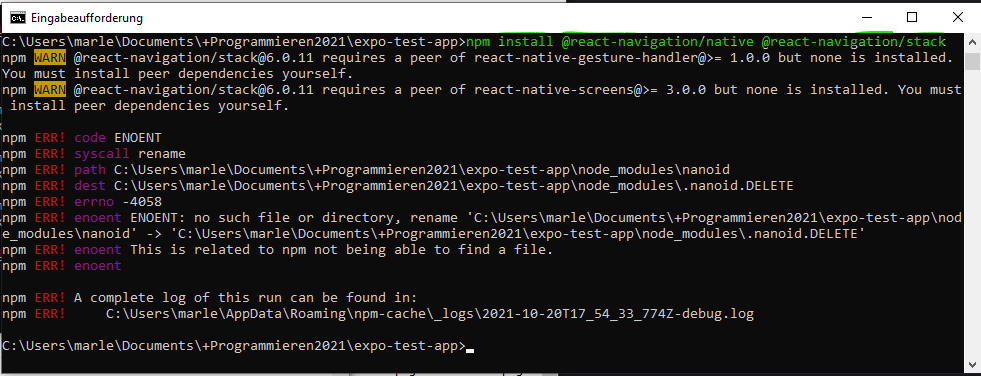 Eingabeaufforderung
C:\Users\marle\Documents\+Programmieren2021\expo-test-app>npm install @react-navigation/native @react-navigation/stack
npm WARN @react-navigation/stack@6.0.11 requires a peer of react-native-gesture-handler@>= 1.0.0 but none is installed.
You must install peer dependencies yourself.
npm WARN @react-navigation/stack@6.0.11 requires a peer of react-native-screens@>= 3.0.0 but none is installed. You must
 install peer dependencies yourself.
npm ERR! code ENOENT
npm ERR! syscall rename
npm ERR! path C:\Users\marle\Documents\+Programmieren2021\expo-test-app\node_modules\nanoid
npm ERR! dest C:\Users\marle\Documents\+Programmieren2021\expo-test-app\node_modules\.nanoid.DELETE
npm ERR! errno -4058
npm ERR! enoent ENOENT: no such file or directory, rename 'C:\Users\marle\Documents\+Programmieren2021\expo-test-app\nod
e_modules\nanoid' -> 'C:\Users\marle\Documents\+Programmieren2021\expo-test-app\node_modules\.nanoid.DELETE'
npm ERR! enoent This is related to npm not being able to find a file.
npm ERR! enoent
npm ERR! A complete log of this run can be found in:
npm ERR!     C:\Users\marle\AppData\Roaming\npm-cache\_logs\2021-10-20T17_54_33_774Z-debug.log
C:\Users\marle\Documents\+Programmieren2021\expo-test-app>